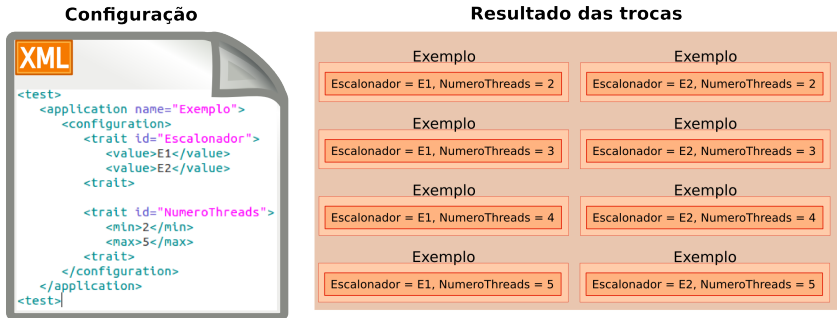 Configuração
XML
<test>
<application name="Exemplo">
<configuration>
<trait id="Escalonador">
<value>E1</value>
<value>E2</value>
<trait>
<trait id="NumeroThreads">
<min>2</min>
<max>5</max>
<trait>
</configuration>
</application>
<test>
Resultado das trocas
Exemplo
Escalonador = E1, NumeroThreads = 2
Exemplo
Escalonador = E2, NumeroThreads = 2
Exemplo
Escalonador = E1, NumeroThreads = 3
Exemplo
Escalonador = E2, NumeroThreads = 3
Exemplo
Escalonador = E1, NumeroThreads = 4
Exemplo
Escalonador = E2, NumeroThreads = 4
Exemplo
Escalonador = E1, NumeroThreads = 5
Exemplo
Escalonador = E2, NumeroThreads = 5